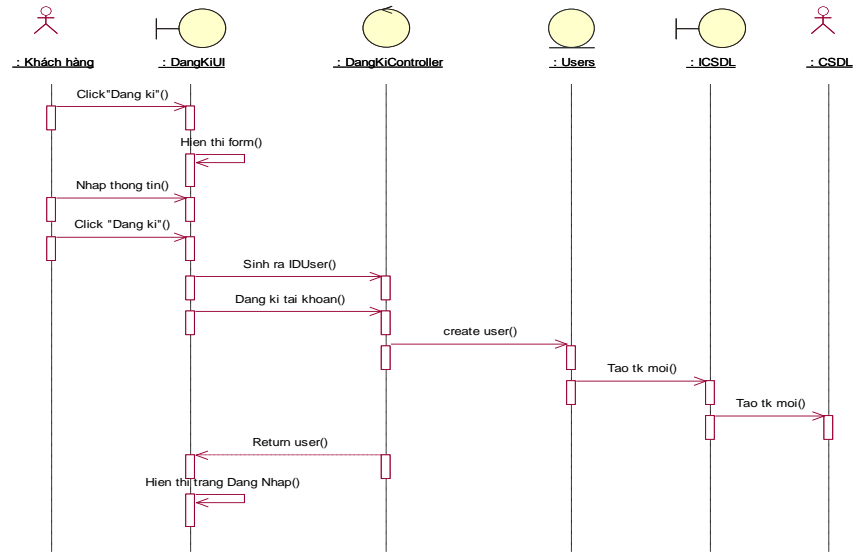 : Khách hàng
: DangKiUI
: DangKiController
: Users
: ICSDL
: CSDL
Click"Dang ki"()
Hien thi form()
Nhap thong tin()
Click "Dang ki"()
Sinh ra IDUser()
Dang ki tai khoan()
create user()
Tao tk moi()
Tao tk moi()
Return user()
Hien thi trang Dang Nhap()